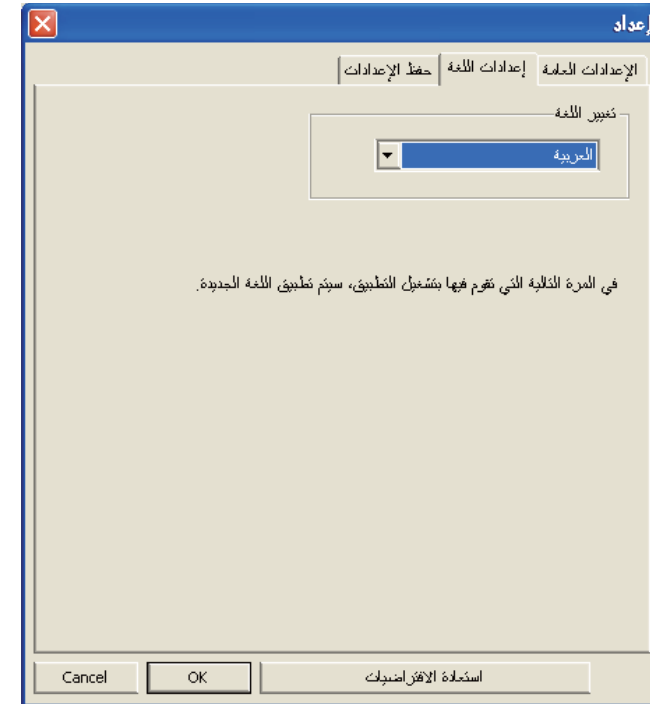 إعداد
الإعدادات العامة إعدادات اللغة حفظ الإعدادات
تغيير اللغة
العربية
في المرة التالية التي تقوم فيها بتشغيل التطبيق، سيتم تطبيق اللغة الجديدة.
استعادة الافتراضيات OK Cancel